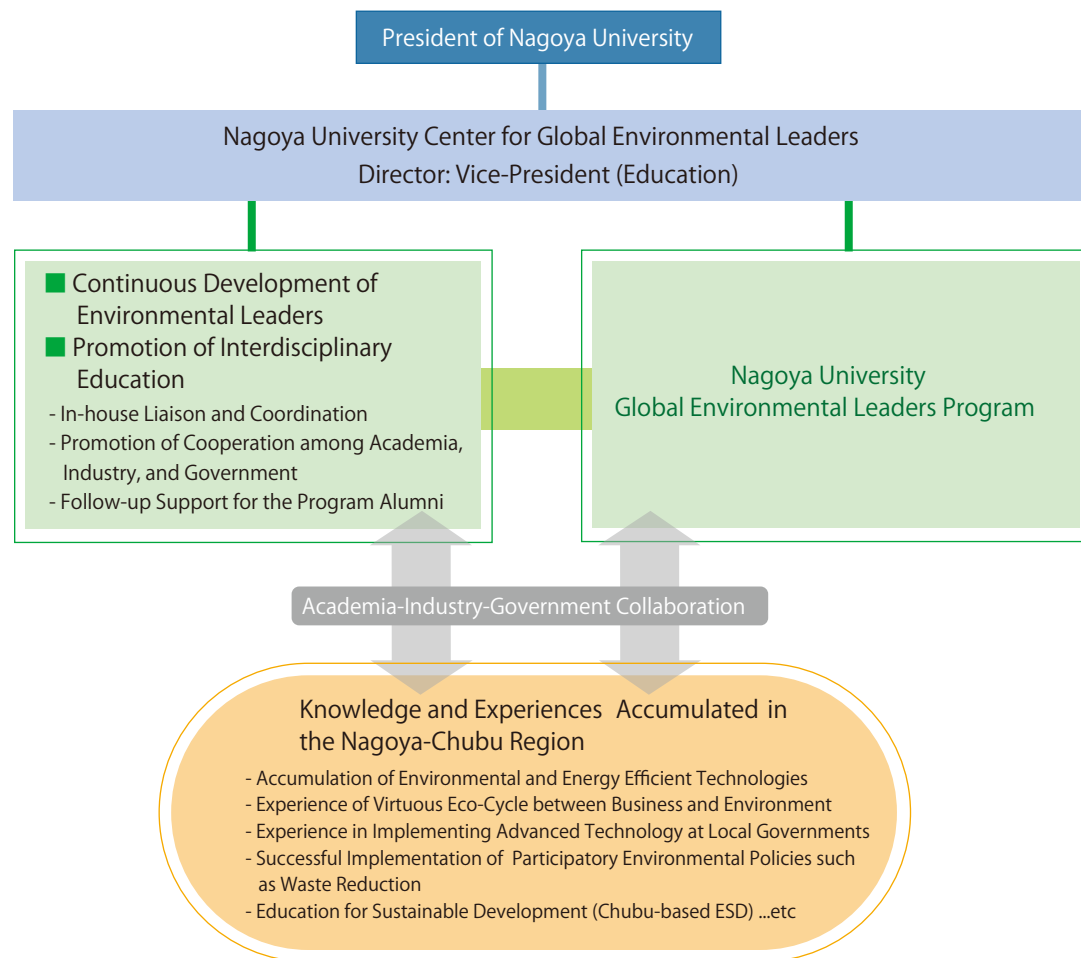 President of Nagoya University
Nagoya University Center for Global Environmental Leaders
Director: Vice-President (Education)
■ Continuous Development of
Environmental Leaders
■ Promotion of Interdisciplinary
Education
- In-house Liaison and Coordination
- Promotion of Cooperation among Academia,
Industry, and Government
- Follow-up Support for the Program Alumni
Nagoya University
Global Environmental Leaders Program
Academia-Industry-Government Collaboration
Knowledge and Experiences Accumulated in
the Nagoya-Chubu Region
- Accumulation of Environmental and Energy Efficient Technologies
- Experience of Virtuous Eco-Cycle between Business and Environment
- Experience in Implementing Advanced Technology at Local Governments
- Successful Implementation of Participatory Environmental Policies such
as Waste Reduction
- Education for Sustainable Development (Chubu-based ESD) ...etc